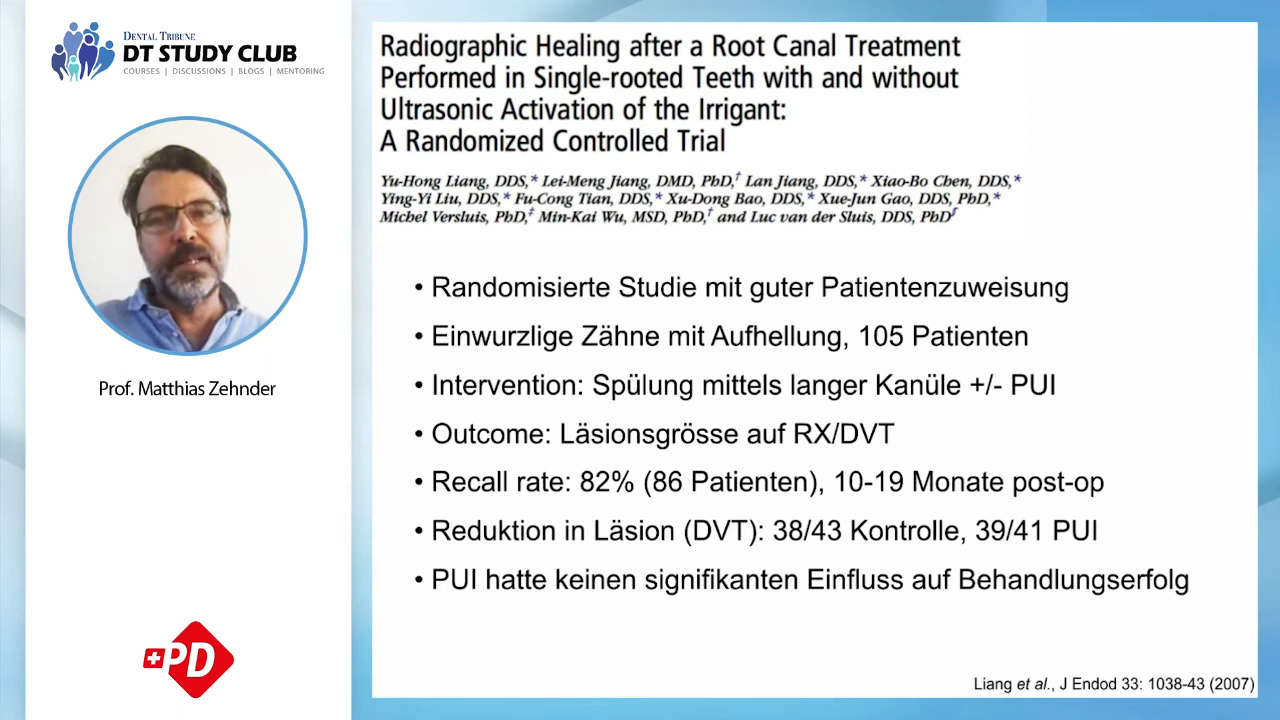 DENTAL TRIBUNE
DT STUDY CLUB
COURSES | DISCUSSIONS | BLOGS | MENTORING
Prof. Matthias Zehnder
PD
Radiographic Healing after a Root Canal Treatment
Performed in Single-rooted Teeth with and without
Ultrasonic Activation of the Irrigant:
A Randomized Controlled Trial
Yu-Hong Liang, DDS,* Lei-Meng Jiang, DMD, PhD,† Lan Jiang, DDS,* Xiao-Bo Chen, DDS,*
Ying-Yi Liu, DDS,* Fu-Cong Tian, DDS,* Xu-Dong Bao, DDS,* Xue-Jun Gao, DDS, PhD,*
Michel Versluis, PhD,‡ Min-Kai Wu, MSD, PhD,† and Luc van der Sluis, DDS, PhD§
• Randomisierte Studie mit guter Patientenzuweisung
• Einwurzlige Zähne mit Aufhellung, 105 Patienten
• Intervention: Spülung mittels langer Kanüle +/- PUI
• Outcome: Läsionsgrösse auf RX/DVT
• Recall rate: 82% (86 Patienten), 10-19 Monate post-op
• Reduktion in Läsion (DVT): 38/43 Kontrolle, 39/41 PUI
• PUI hatte keinen signifikanten Einfluss auf Behandlungserfolg
Liang et al., J Endod 33: 1038-43 (2007)